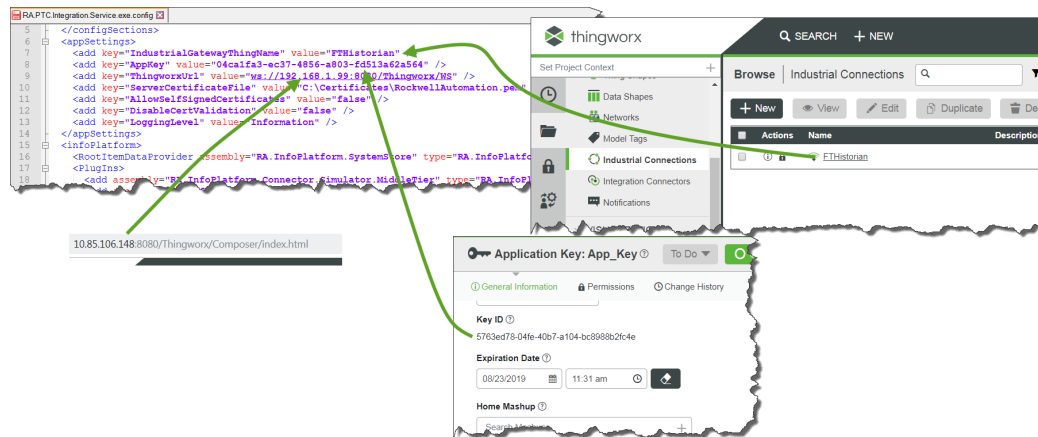 RA.PTC.Integration.Service.exe.config
5 </configSections>
6 <appSettings>
7 <add key="IndustrialGatewayThingName" value="FTHistorian"
8 <add key="AppKey" value="04ca1fa3-ec37-4856-a803-fd513a62a564" />
9 <add key="ThingworxUrl" value="ws://192.168.1.99:8080/Thingworx/WS" />
10 <add key="ServerCertificateFile" value="C:\Certificates\RockwellAutomation.pem"
11 <add key="AllowSelfSignedCertificates" value="false" />
12 <add key="DisableCertValidation" value="false" />
13 <add key="LoggingLevel" value="Information" />
14 </appSettings>
15 <infoPlatform>
16 <RootItemDataProvider assembly="RA.InfoPlatform.SystemStore" type="RA.InfoPlatfo
17 <PlugIns>
18 <add assembly="RA.InfoPlatform.Connector.Simulator.MiddleTier" type="RA.InfoPl
10.85.106.148:8080/Thingworx/Composer/index.html
thingworx
SEARCH
+ NEW
Set Project Context
+
Data Shapes
Networks
Model Tags
Industrial Connections
Integration Connectors
Notifications
Browse
Industrial Connections
+ New
View
Edit
Duplicate
De
Actions Name Description
FTHistorian
Application Key: App_Key
To Do
General Information
Permissions
Change History
Key ID
5763ed78-04fe-40b7-a104-bc8988b2fc4e
Expiration Date
08/23/2019
11:31 am
Home Mashup